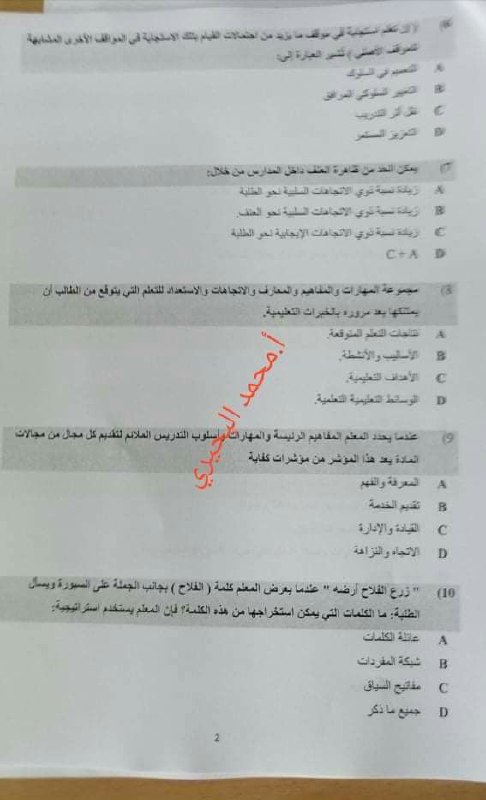 6) ( ان تعلم استجابة في موقف ما يزيد من احتمالات القيام بتلك الاستجابة في المواقف الأخرى المشابهة
للموقف الأصلي ) تشير العبارة إلى:
A التعميم في السلوك
B التغيير السلوكي المرافق
C نقل أثر التدريب
D التعزيز المستمر
7) يمكن الحد من ظاهرة العنف داخل المدارس من خلال:
A زيادة نسبة ذوي الاتجاهات السلبية نحو الطلبة
B زيادة نسبة ذوي الاتجاهات السلبية نحو العنف.
C زيادة نسبة ذوي الاتجاهات الإيجابية نحو الطلبة
D C + A
8) مجموعة المهارات والمفاهيم والمعارف والاتجاهات والاستعداد للتعلم التي يتوقع من الطالب أن
يمتلكها بعد مروره بالخبرات التعليمية.
A نتاجات التعلم المتوقعة.
B الأساليب والأنشطة.
C الأهداف التعليمية.
D الوسائط التعليمية التعلمية.
أ.محمد البحيري
9) عندما يحدد المعلم المفاهيم الرئيسة والمهارات وأسلوب التدريس الملائم لتقديم كل مجال من مجالات
المادة يعد هذا المؤشر من مؤشرات كفاية
A المعرفة والفهم
B تقديم الخدمة
C القيادة والإدارة
D الاتجاه والنزاهة
10) " زرع الفلاح أرضه " عندما يعرض المعلم كلمة ( الفلاح ) بجانب الجملة على السبورة ويسأل
الطلبة: ما الكلمات التي يمكن استخراجها من هذه الكلمة؟ فإن المعلم يستخدم استراتيجية:
A عائلة الكلمات
B شبكة المفردات
C مفاتيح السياق
D جميع ما ذكر
2